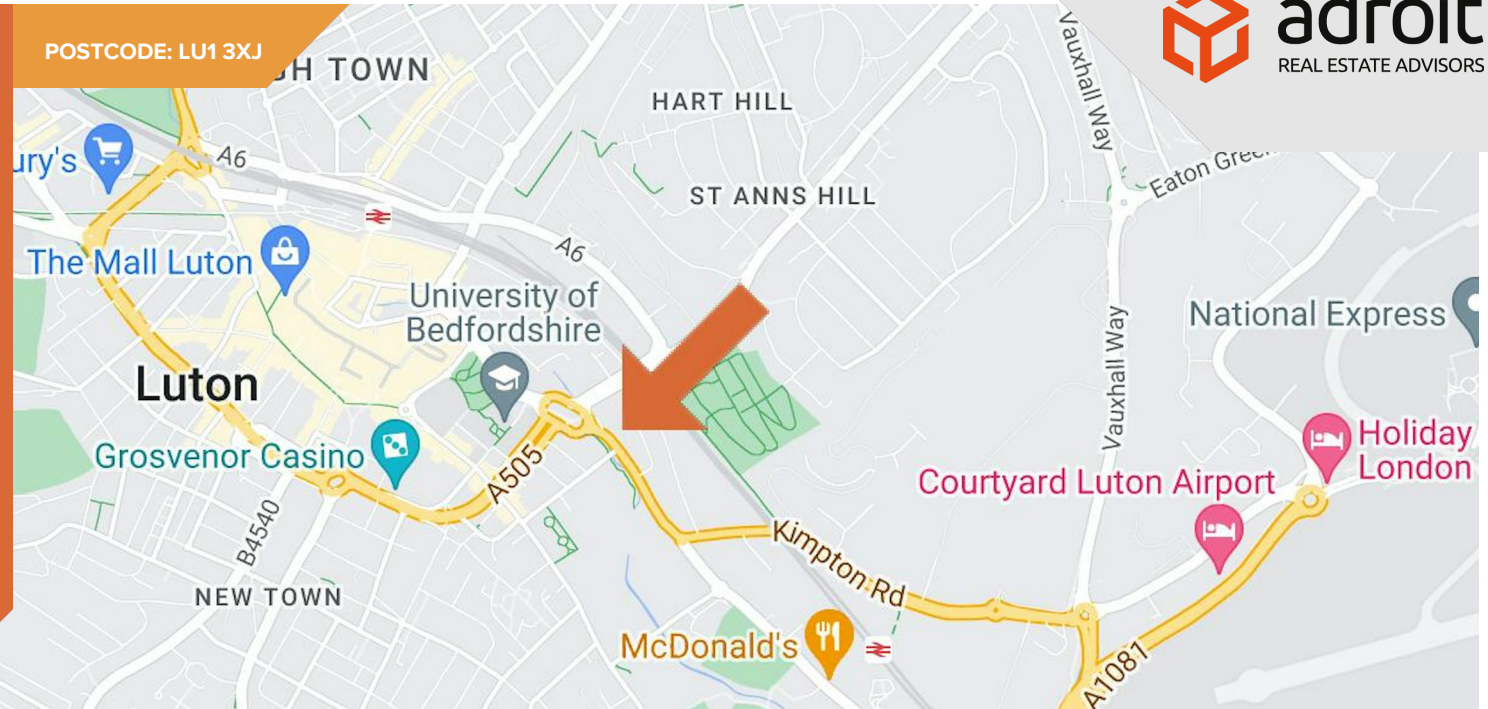 POSTCODE: LU1 3XJ
GH TOWN
adroit
REAL ESTATE ADVISORS
HART HILL
Vauxhall Way
A6
ury's
Eaton Green
ST ANNS HILL
A6
The Mall Luton
University of
Bedfordshire
National Express
Vauxhall Way
Luton
Grosvenor Casino
A505
Holiday
London
Courtyard Luton Airport
B4540
Kimpton Rd
NEW TOWN
McDonald's
A1081